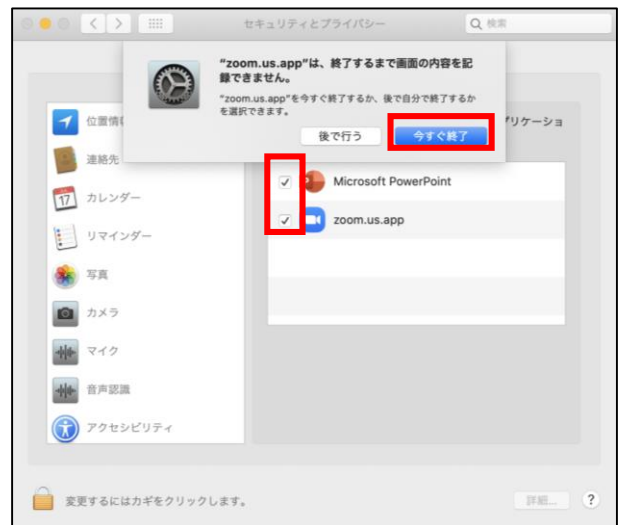 セキュリティとプライバシー
検索
"zoom.us.app"は、終了するまで画面の内容を記
録できません。
"zoom.us.app"を今すぐ終了するか、後で自分で終了するか
を選択できます。
後で行う
今すぐ終了
位置情
プリケーショ
連絡先
カレンダー
17
リマインダー
写真
カメラ
マイク
音声認識
アクセシビリティ
Microsoft PowerPoint
zoom.us.app
変更するにはカギをクリックします。
詳細...
?